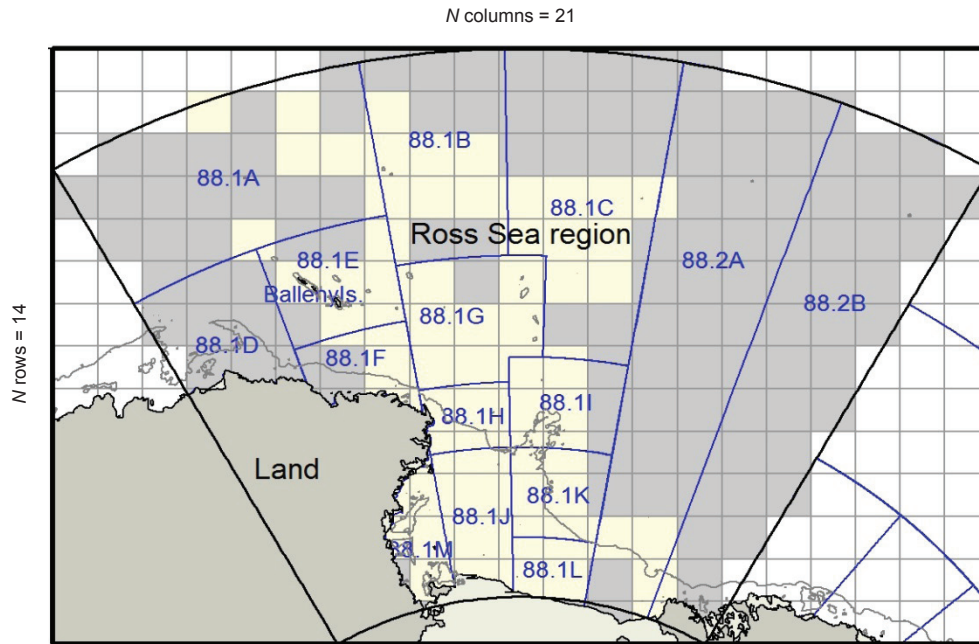 N columns = 21
N rows = 14
88.1B
88.1A
88.1C
Ross Sea region
88.1E
88.2A
BallenyIs.
88.2B
88.1G
88.1D
88.1F
88.1I
88.1H
Land
88.1K
88.1J
88.1M
88.1L